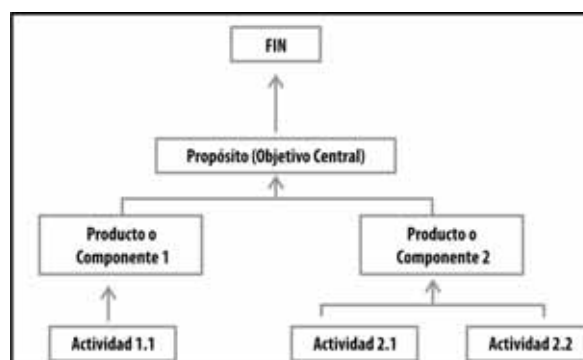 FIN
Propósito (Objetivo Central)
Producto o
Componente 1
Producto o
Componente 2
Actividad 1.1
Actividad 2.1
Actividad 2.2